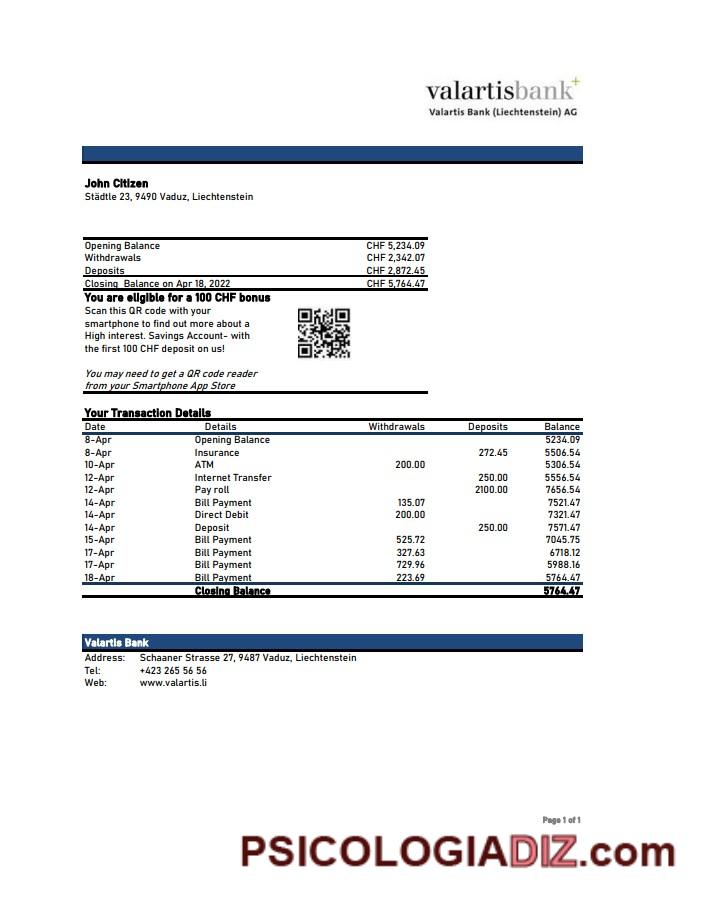 valartisbank+
Valartis Bank (Liechtenstein) AG
John Citizen
Städtle 23, 9490 Vaduz, Liechtenstein
Opening Balance CHF 5,234.09
Withdrawals CHF 2,342.07
Deposits CHF 2,872.45
Closing Balance on Apr 18, 2022 CHF 5,764.47
You are eligible for a 100 CHF bonus
Scan this QR code with your
smartphone to find out more about a
High interest. Savings Account- with
the first 100 CHF deposit on us!
You may need to get a QR code reader
from your Smartphone App Store
Your Transaction Details
Date Details Withdrawals Deposits Balance
8-Apr Opening Balance 5234.09
8-Apr Insurance 272.45 5506.54
10-Apr ATM 200.00 5306.54
12-Apr Internet Transfer 250.00 5556.54
12-Apr Pay roll 2100.00 7656.54
14-Apr Bill Payment 135.07 7521.47
14-Apr Direct Debit 200.00 7321.47
14-Apr Deposit 250.00 7571.47
15-Apr Bill Payment 525.72 7045.75
17-Apr Bill Payment 327.63 6718.12
17-Apr Bill Payment 729.96 5988.16
18-Apr Bill Payment 223.69 5764.47
Closing Balance 5764.47
Valartis Bank
Address: Schaaner Strasse 27, 9487 Vaduz, Liechtenstein
Tel: +423 265 56 56
Web: www.valartis.li
Page 1 of 1
PSICOLOGIADIZ.com